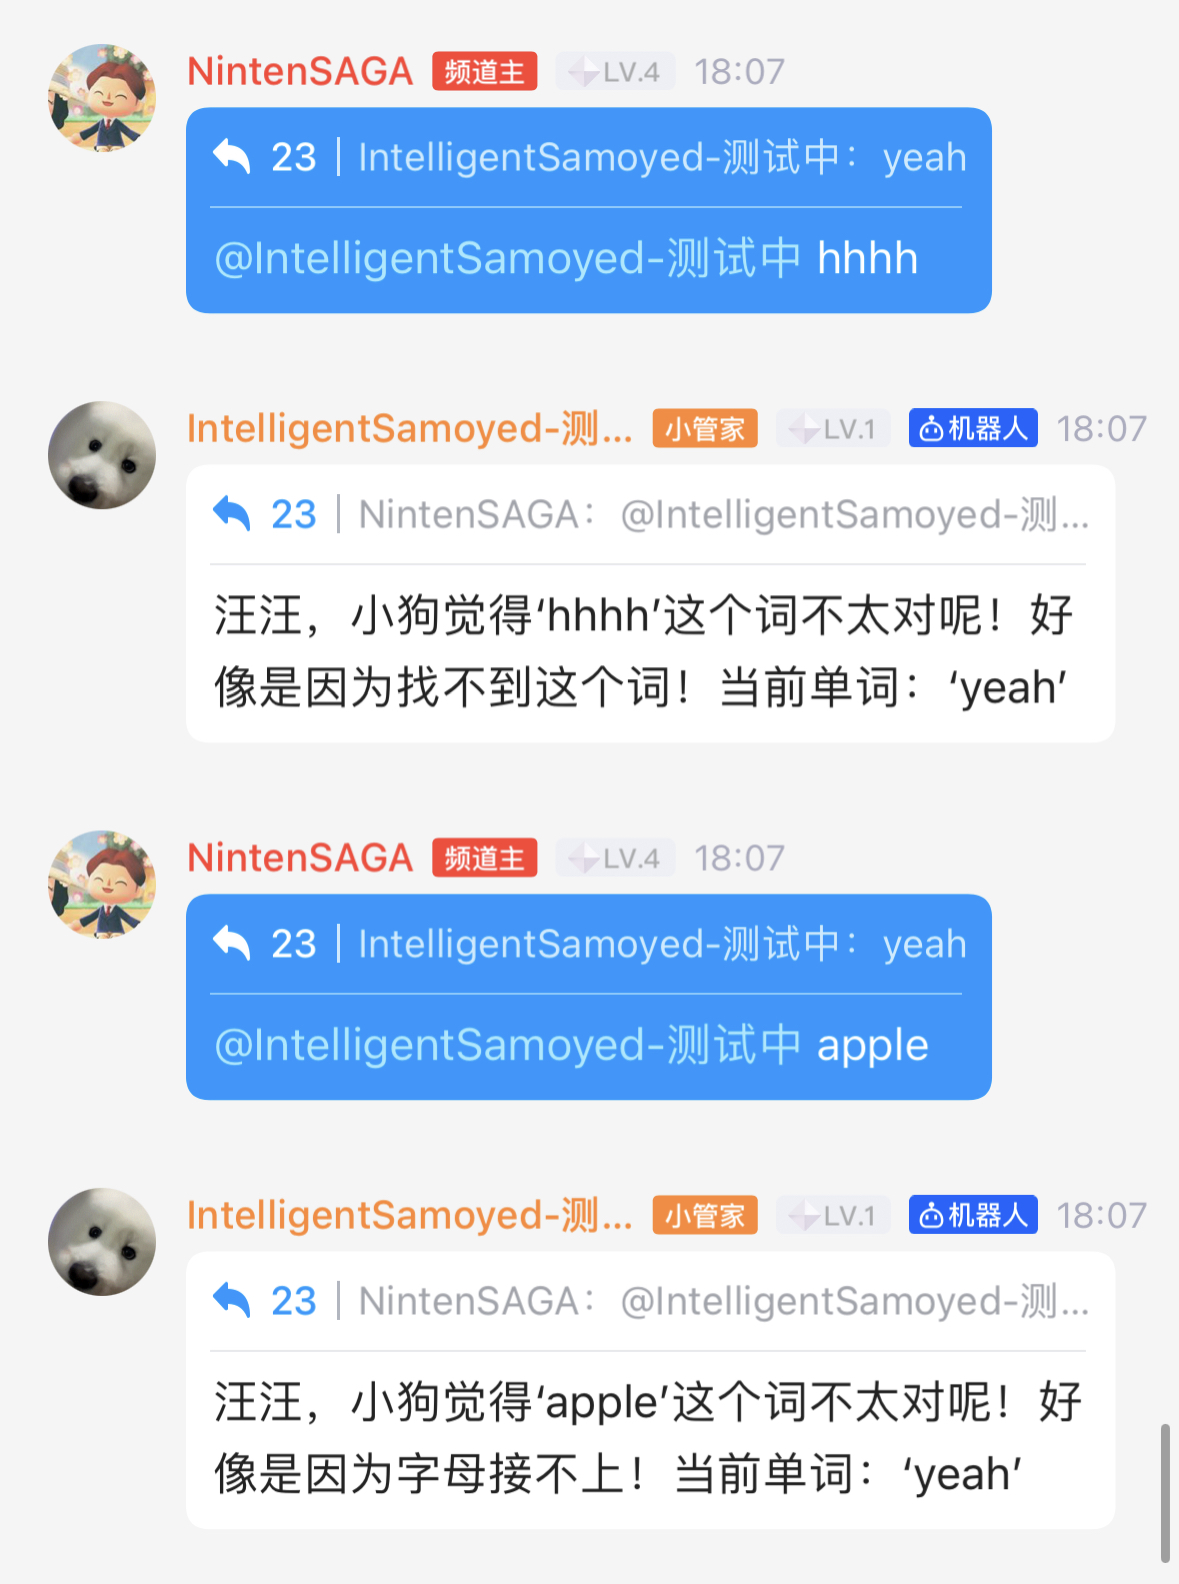 NintenSAGA 频道主 LV.4 18:07
23 | IntelligentSamoyed-测试中： yeah
@IntelligentSamoyed-测试中 hhhh
IntelligentSamoyed-测... 小管家 LV.1 机器人 18:07
23 | NintenSAGA： @IntelligentSamoyed-测...
汪汪，小狗觉得‘hhhh’这个词不太对呢！好
像是因为找不到这个词！当前单词：‘yeah’
NintenSAGA 频道主 LV.4 18:07
23 | IntelligentSamoyed-测试中： yeah
@IntelligentSamoyed-测试中 apple
IntelligentSamoyed-测... 小管家 LV.1 机器人 18:07
23 | NintenSAGA： @IntelligentSamoyed-测...
汪汪，小狗觉得‘apple’这个词不太对呢！好
像是因为字母接不上！当前单词：‘yeah’